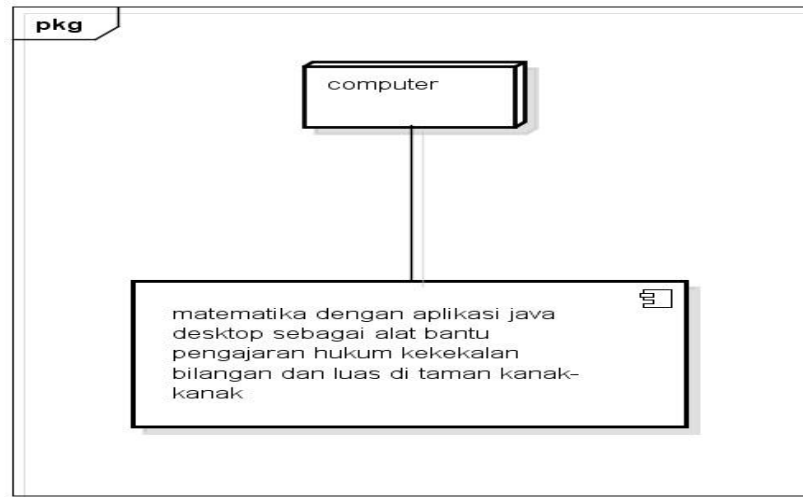 pkg
computer
matematika dengan aplikasi java
desktop sebagai alat bantu
pengajaran hukum kekekalan
bilangan dan luas di taman kanak-
kanak